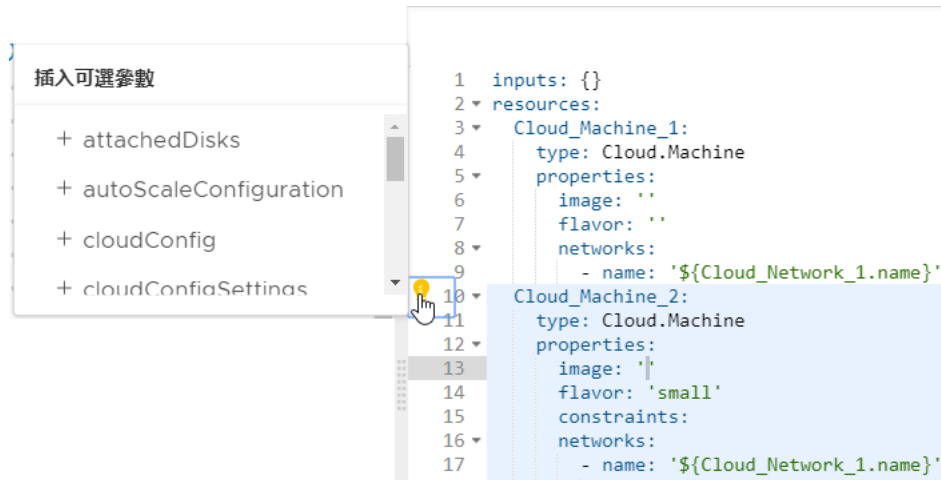 插入可選參數
+ attachedDisks
+ autoScaleConfiguration
+ cloudConfig
+ cloudConfigSettings
1 inputs: {}
2 resources:
3 Cloud_Machine_1:
4 type: Cloud.Machine
5 properties:
6 image: ''
7 flavor: ''
8 networks:
9 - name: '${Cloud_Network_1.name}'
10 Cloud_Machine_2:
11 type: Cloud.Machine
12 properties:
13 image: ''
14 flavor: 'small'
15 constraints:
16 networks:
17 - name: '${Cloud_Network_1.name}'